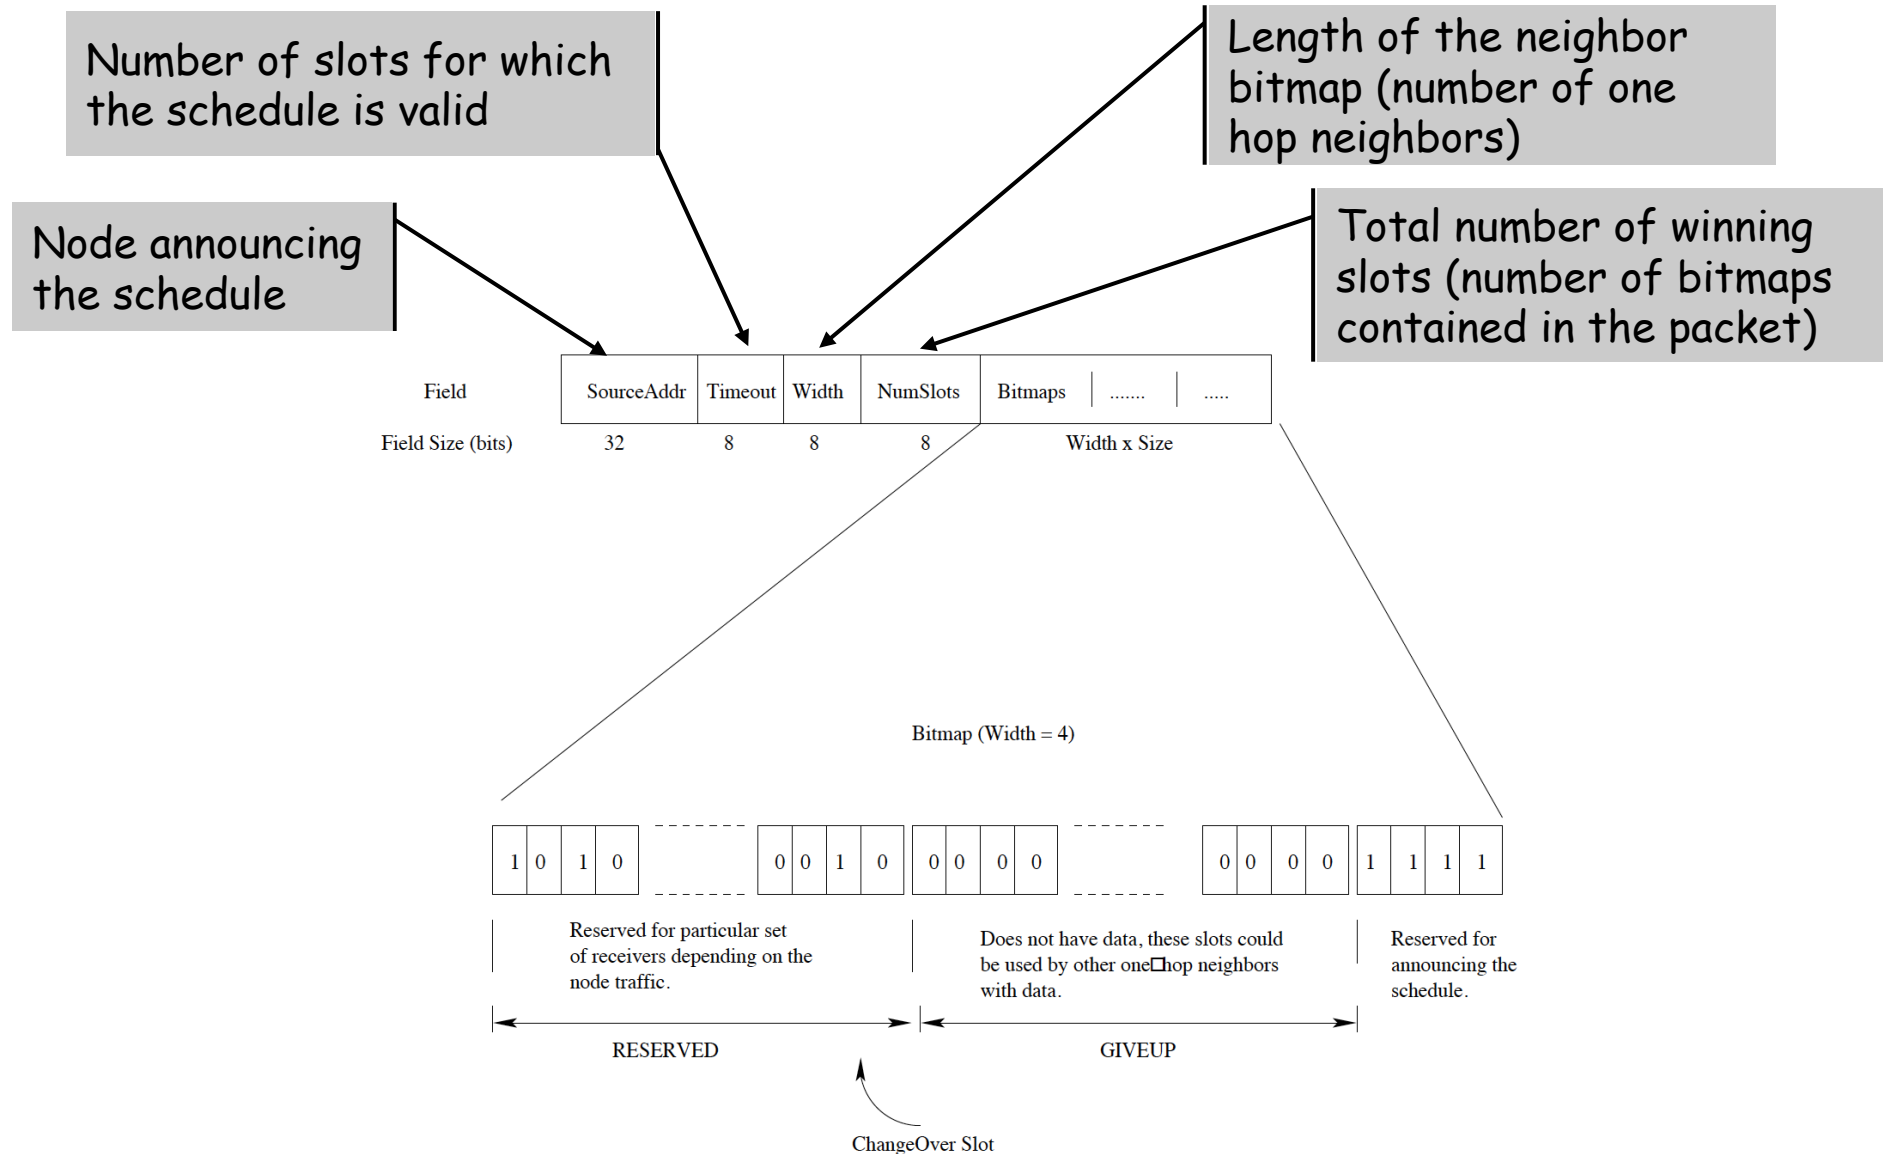 Number of slots for which
the schedule is valid
Length of the neighbor
bitmap (number of one
hop neighbors)
Node announcing
the schedule
Total number of winning
slots (number of bitmaps
contained in the packet)
Field SourceAddr Timeout Width NumSlots Bitmaps ....... .....
Field Size (bits) 32 8 8 8 Width x Size
Bitmap (Width = 4)
1 0 1 0 0 0 1 0 0 0 0 0 0 0 0 0 1 1 1 1
Reserved for particular set
of receivers depending on the
node traffic.
Does not have data, these slots could
be used by other one□hop neighbors
with data.
Reserved for
announcing the
schedule.
RESERVED GIVEUP
ChangeOver Slot